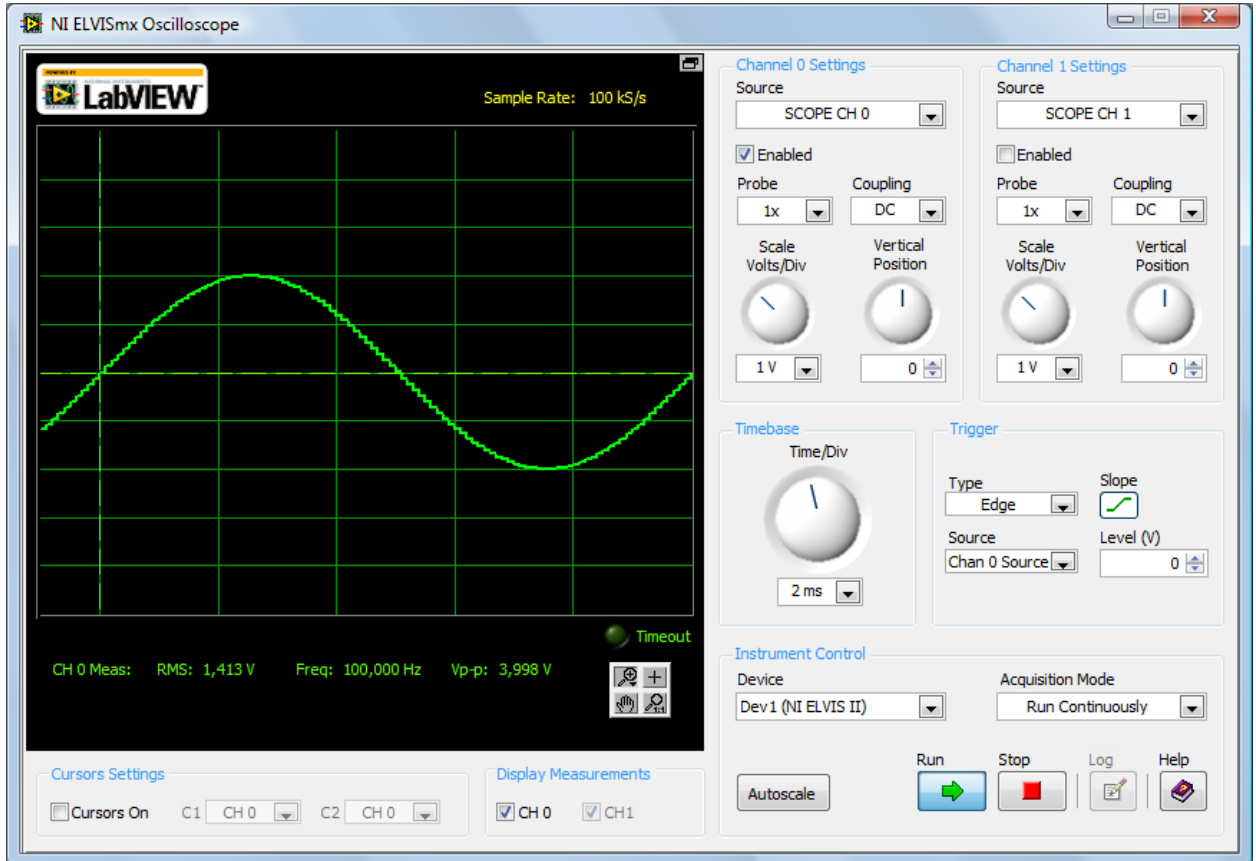 NI ELVISmx Oscilloscope
POWERED BY
NATIONAL INSTRUMENTS
LabVIEW
Sample Rate: 100 kS/s
Timeout
CH 0 Meas: RMS: 1,413 V Freq: 100,000 Hz Vp-p: 3,998 V
Cursors Settings
Cursors On C1 CH 0 C2 CH 0
Display Measurements
CH 0 CH1
Channel 0 Settings
Source
SCOPE CH 0
Enabled
Probe Coupling
1x DC
Scale Vertical
Volts/Div Position
1 V 0
Channel 1 Settings
Source
SCOPE CH 1
Enabled
Probe Coupling
1x DC
Scale Vertical
Volts/Div Position
1 V 0
Timebase
Time/Div
2 ms
Trigger
Type Slope
Edge
Source Level (V)
Chan 0 Source 0
Instrument Control
Device Acquisition Mode
Dev1 (NI ELVIS II) Run Continuously
Run Stop Log Help
Autoscale